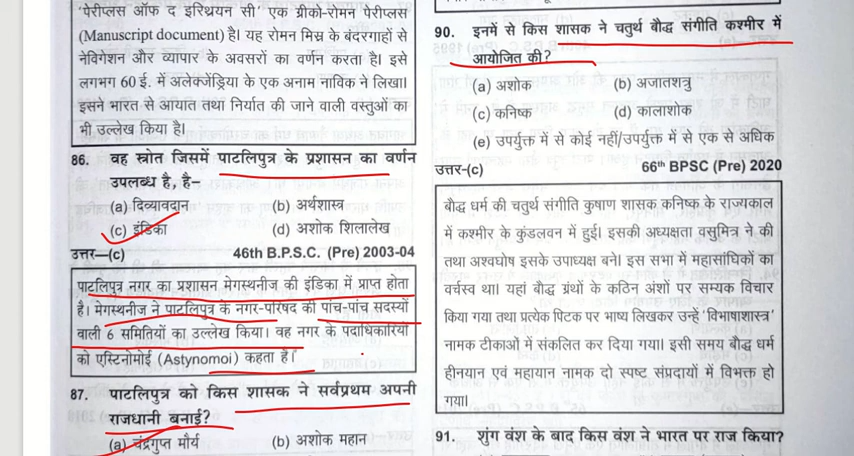 'पेरीप्लस ऑफ द इरिथ्रयन सी' एक ग्रीको-रोमन पेरीप्लस
(Manuscript document) है। यह रोमन मिस्र के बंदरगाहों से
नेविगेशन और व्यापार के अवसरों का वर्णन करता है। इसे
लगभग 60 ई. में अलेक्जेंड्रिया के एक अनाम नाविक ने लिखा।
इसने भारत से आयात तथा निर्यात की जाने वाली वस्तुओं का
भी उल्लेख किया है।
86. वह स्रोत जिसमें पाटलिपुत्र के प्रशासन का वर्णन
उपलब्ध है, है–
(a) दिव्यावदान (b) अर्थशास्त्र
(c) इंडिका (d) अशोक शिलालेख
उत्तर—(c) 46th B.P.S.C. (Pre) 2003-04
पाटलिपुत्र नगर का प्रशासन मेगस्थनीज की इंडिका में प्राप्त होता
है। मेगस्थनीज ने पाटलिपुत्र के नगर-परिषद की पांच-पांच सदस्यों
वाली 6 समितियों का उल्लेख किया। वह नगर के पदाधिकारियों
को एस्टिनोमोई (Astynomoi) कहता है।
87. पाटलिपुत्र को किस शासक ने सर्वप्रथम अपनी
राजधानी बनाई?
(a) चंद्रगुप्त मौर्य (b) अशोक महान
90. इनमें से किस शासक ने चतुर्थ बौद्ध संगीति कश्मीर में
आयोजित की?
(a) अशोक (b) अजातशत्रु
(c) कनिष्क (d) कालाशोक
(e) उपर्युक्त में से कोई नहीं/उपर्युक्त में से एक से अधिक
उत्तर-(c) 66th BPSC (Pre) 2020
बौद्ध धर्म की चतुर्थ संगीति कुषाण शासक कनिष्क के राज्यकाल
में कश्मीर के कुंडलवन में हुई। इसकी अध्यक्षता वसुमित्र ने की
तथा अश्वघोष इसके उपाध्यक्ष बने। इस सभा में महासांघिकों का
वर्चस्व था। यहां बौद्ध ग्रंथों के कठिन अंशों पर सम्यक विचार
किया गया तथा प्रत्येक पिटक पर भाष्य लिखकर उन्हें 'विभाषाशास्त्र'
नामक टीकाओं में संकलित कर दिया गया। इसी समय बौद्ध धर्म
हीनयान एवं महायान नामक दो स्पष्ट संप्रदायों में विभक्त हो
गया।
91. शुंग वंश के बाद किस वंश ने भारत पर राज किया?